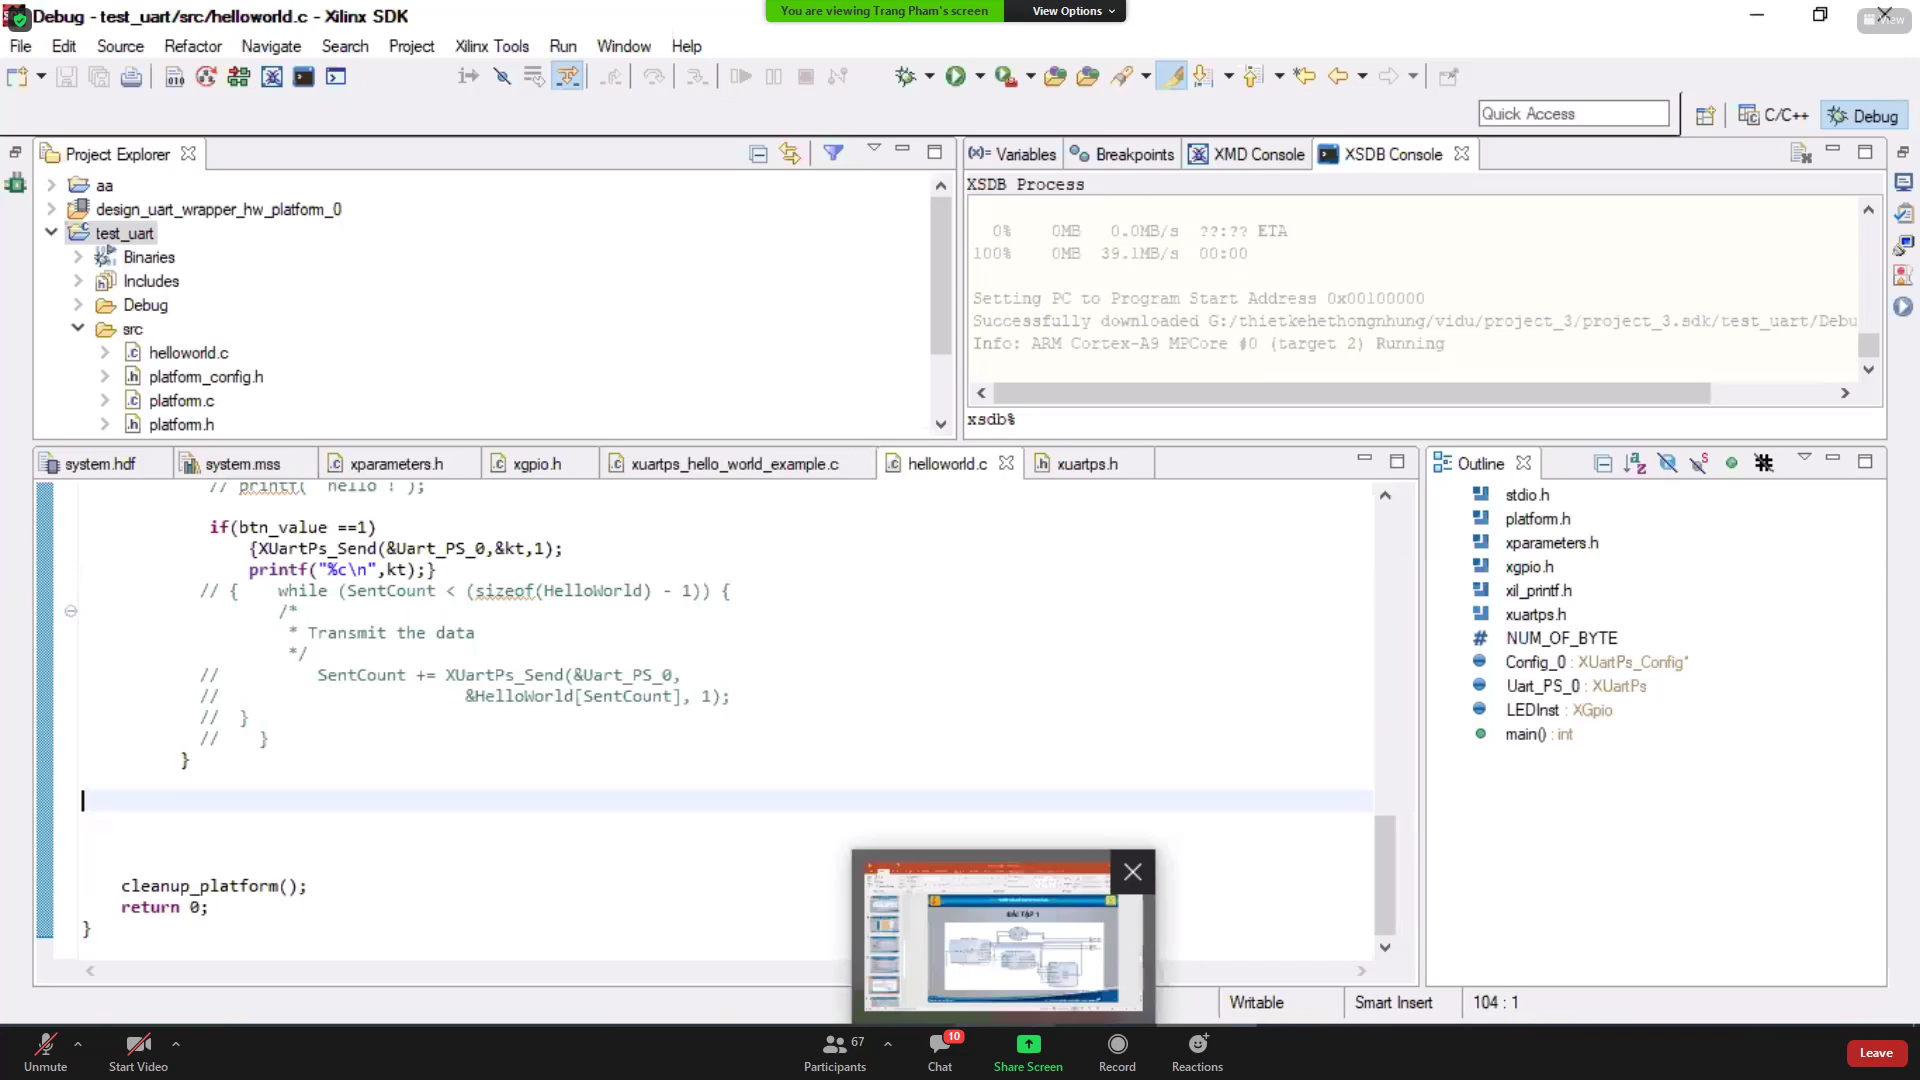 Debug - test_uart/src/helloworld.c - Xilinx SDK
You are viewing Trang Pham's screen
View Options
View
File Edit Source Refactor Navigate Search Project Xilinx Tools Run Window Help
Quick Access
C/C++
Debug
Project Explorer
aa
design_uart_wrapper_hw_platform_0
test_uart
Binaries
Includes
Debug
src
helloworld.c
platform_config.h
platform.c
platform.h
(x)= Variables
Breakpoints
XMD Console
XSDB Console
XSDB Process
0% 0MB 0.0MB/s ??:?? ETA
100% 0MB 39.1MB/s 00:00
Setting PC to Program Start Address 0x00100000
Successfully downloaded G:/thietkehethongnhung/vidu/project_3/project_3.sdk/test_uart/Debu
Info: ARM Cortex-A9 MPCore #0 (target 2) Running
xsdb%
system.hdf
system.mss
xparameters.h
xgpio.h
xuartps_hello_world_example.c
helloworld.c
xuartps.h
// printf(" hello ! );
if(btn_value ==1)
{XUartPs_Send(&Uart_PS_0,&kt,1);
printf("%c\n",kt);}
// { while (SentCount < (sizeof(HelloWorld) - 1)) {
/*
* Transmit the data
*/
// SentCount += XUartPs_Send(&Uart_PS_0,
// &HelloWorld[SentCount], 1);
// }
// }
}
cleanup_platform();
return 0;
}
Outline
stdio.h
platform.h
xparameters.h
xgpio.h
xil_printf.h
xuartps.h
# NUM_OF_BYTE
Config_0 : XUartPs_Config*
Uart_PS_0 : XUartPs
LEDInst : XGpio
main() : int
BÀI TẬP 1
Writable
Smart Insert
104 : 1
Unmute
Start Video
67
Participants
10
Chat
Share Screen
Record
Reactions
Leave